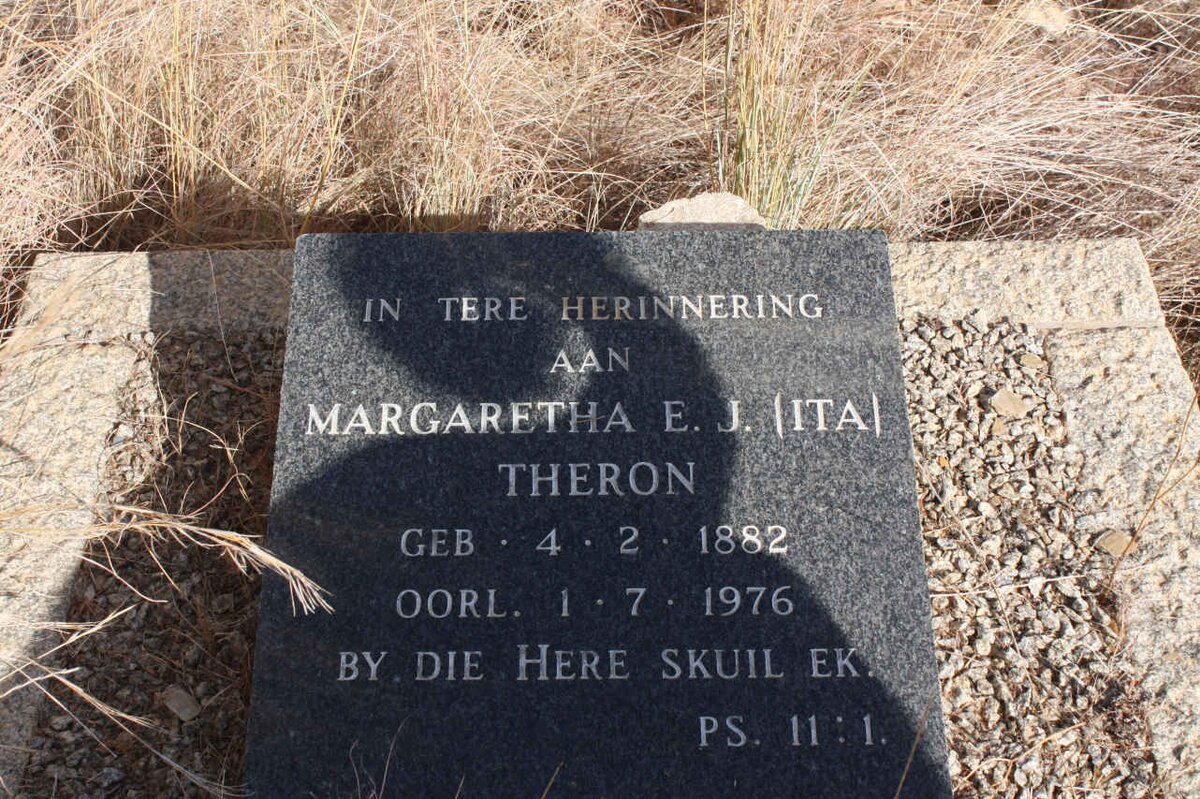 IN TERE HERINNERING
AAN
MARGARETHA E. J. (ITA)
THERON
GEB · 4 · 2 · 1882
OORL. 1 · 7 · 1976
BY DIE HERE SKUIL EK.
PS. 11:1.